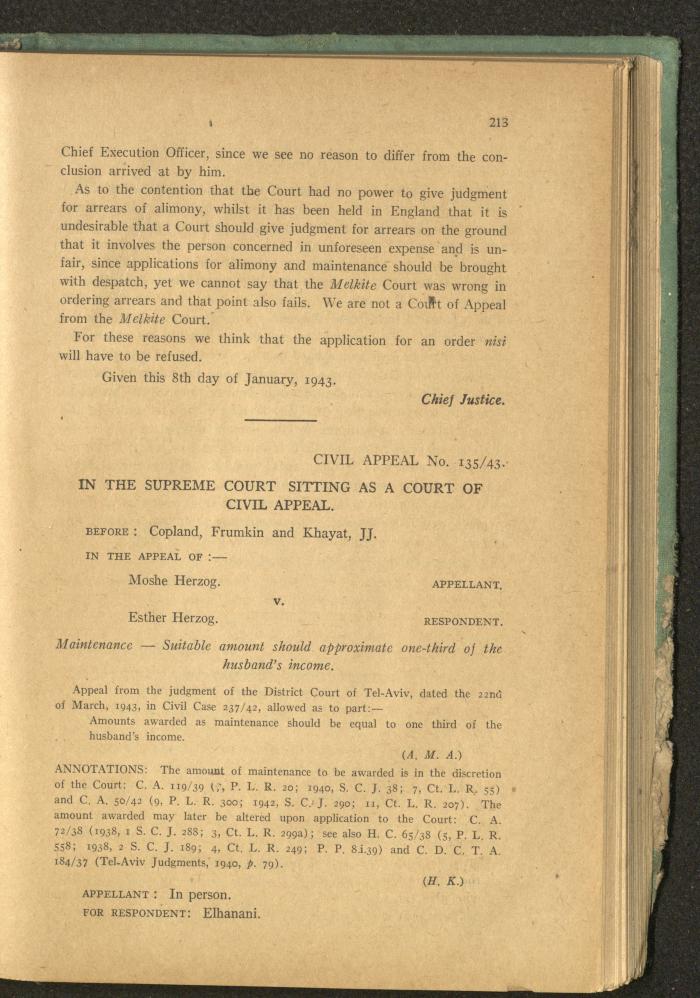 213
Chief Execution Officer, since we see no reason to differ from the con-
clusion arrived at by him.
As to the contention that the Court had no power to give judgment
for arrears of alimony, whilst it has been held in England that it is
undesirable that a Court should give judgment for arrears on the ground
that it involves the person concerned in unforeseen expense and is un-
fair, since applications for alimony and maintenance should be brought
with despatch, yet we cannot say that the Melkite Court was wrong in
ordering arrears and that point also fails. We are not a Court of Appeal
from the Melkite Court.
For these reasons we think that the application for an order nisi
will have to be refused.
Given this 8th day of January, 1943.
Chief Justice.
CIVIL APPEAL No. 135/43.
IN THE SUPREME COURT SITTING AS A COURT OF
CIVIL APPEAL.
BEFORE: Copland, Frumkin and Khayat, JJ.
IN THE APPEAL OF :—
Moshe Herzog. APPELLANT.
v.
Esther Herzog. RESPONDENT.
Maintenance — Suitable amount should approximate one-third of the
husband's income.
Appeal from the judgment of the District Court of Tel-Aviv, dated the 22nd
of March, 1943, in Civil Case 237/42, allowed as to part:—
Amounts awarded as maintenance should be equal to one third of the
husband's income.
(A. M. A.)
ANNOTATIONS: The amount of maintenance to be awarded is in the discretion
of the Court: C. A. 119/39 (7, P. L. R. 20; 1940, S. C. J. 38; 7, Ct. L. R. 55)
and C. A. 50/42 (9, P. L. R. 300; 1942, S. C. J. 290; 11, Ct. L. R. 207). The
amount awarded may later be altered upon application to the Court: C. A.
72/38 (1938, 1 S. C. J. 288; 3, Ct. L. R. 299a); see also H. C. 65/38 (5, P. L. R.
558; 1938, 2 S. C. J. 189; 4, Ct. L. R. 249; P. P. 8.i.39) and C. D. C. T. A.
184/37 (Tel-Aviv Judgments, 1940, p. 79).
(H. K.)
APPELLANT: In person.
FOR RESPONDENT: Elhanani.